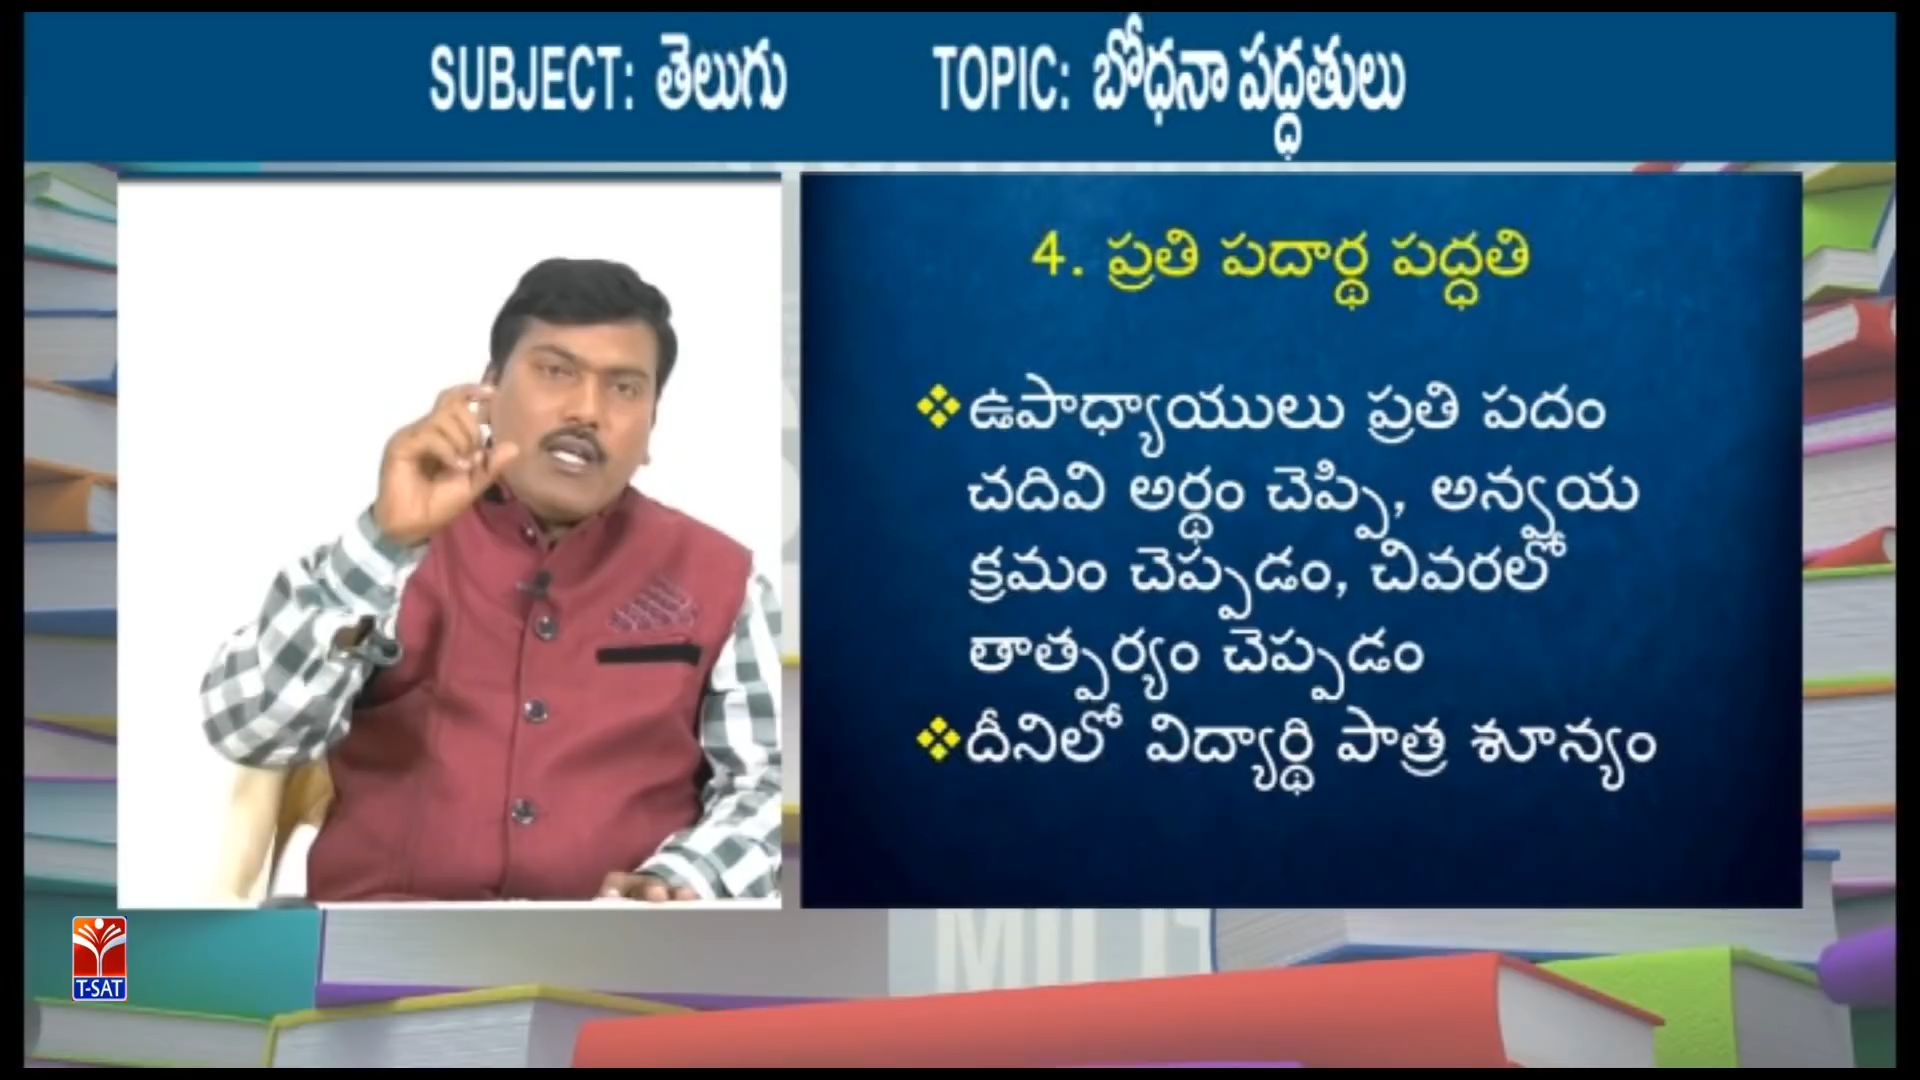 SUBJECT: తెలుగు TOPIC: బోధనా పద్ధతులు
4. ప్రతి పదార్థ పద్ధతి
❖ఉపాధ్యాయులు ప్రతి పదం
చదివి అర్థం చెప్పి, అన్వయ
క్రమం చెప్పడం, చివరలో
తాత్పర్యం చెప్పడం
❖దీనిలో విద్యార్థి పాత్ర శూన్యం
T-SAT